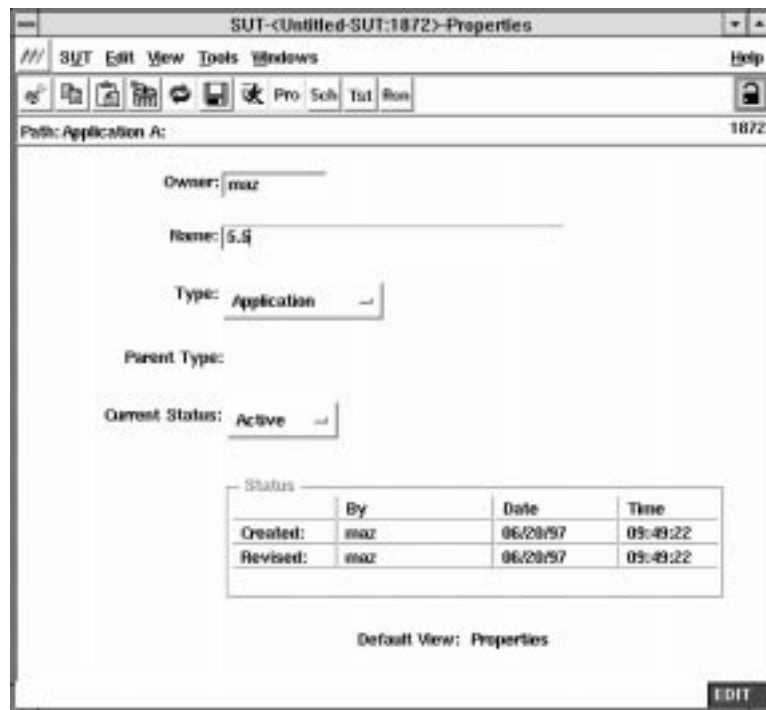 SUT-<Untitled-SUT:1872>-Properties
SUT Edit View Tools Windows Help
Pro Sch Tst Run
Path: Application A: 1872
Owner: maz
Name: 5.5
Type: Application
Parent Type:
Current Status: Active
Status
By Date Time
Created: maz 06/20/97 09:49:22
Revised: maz 06/20/97 09:49:22
Default View: Properties
EDIT